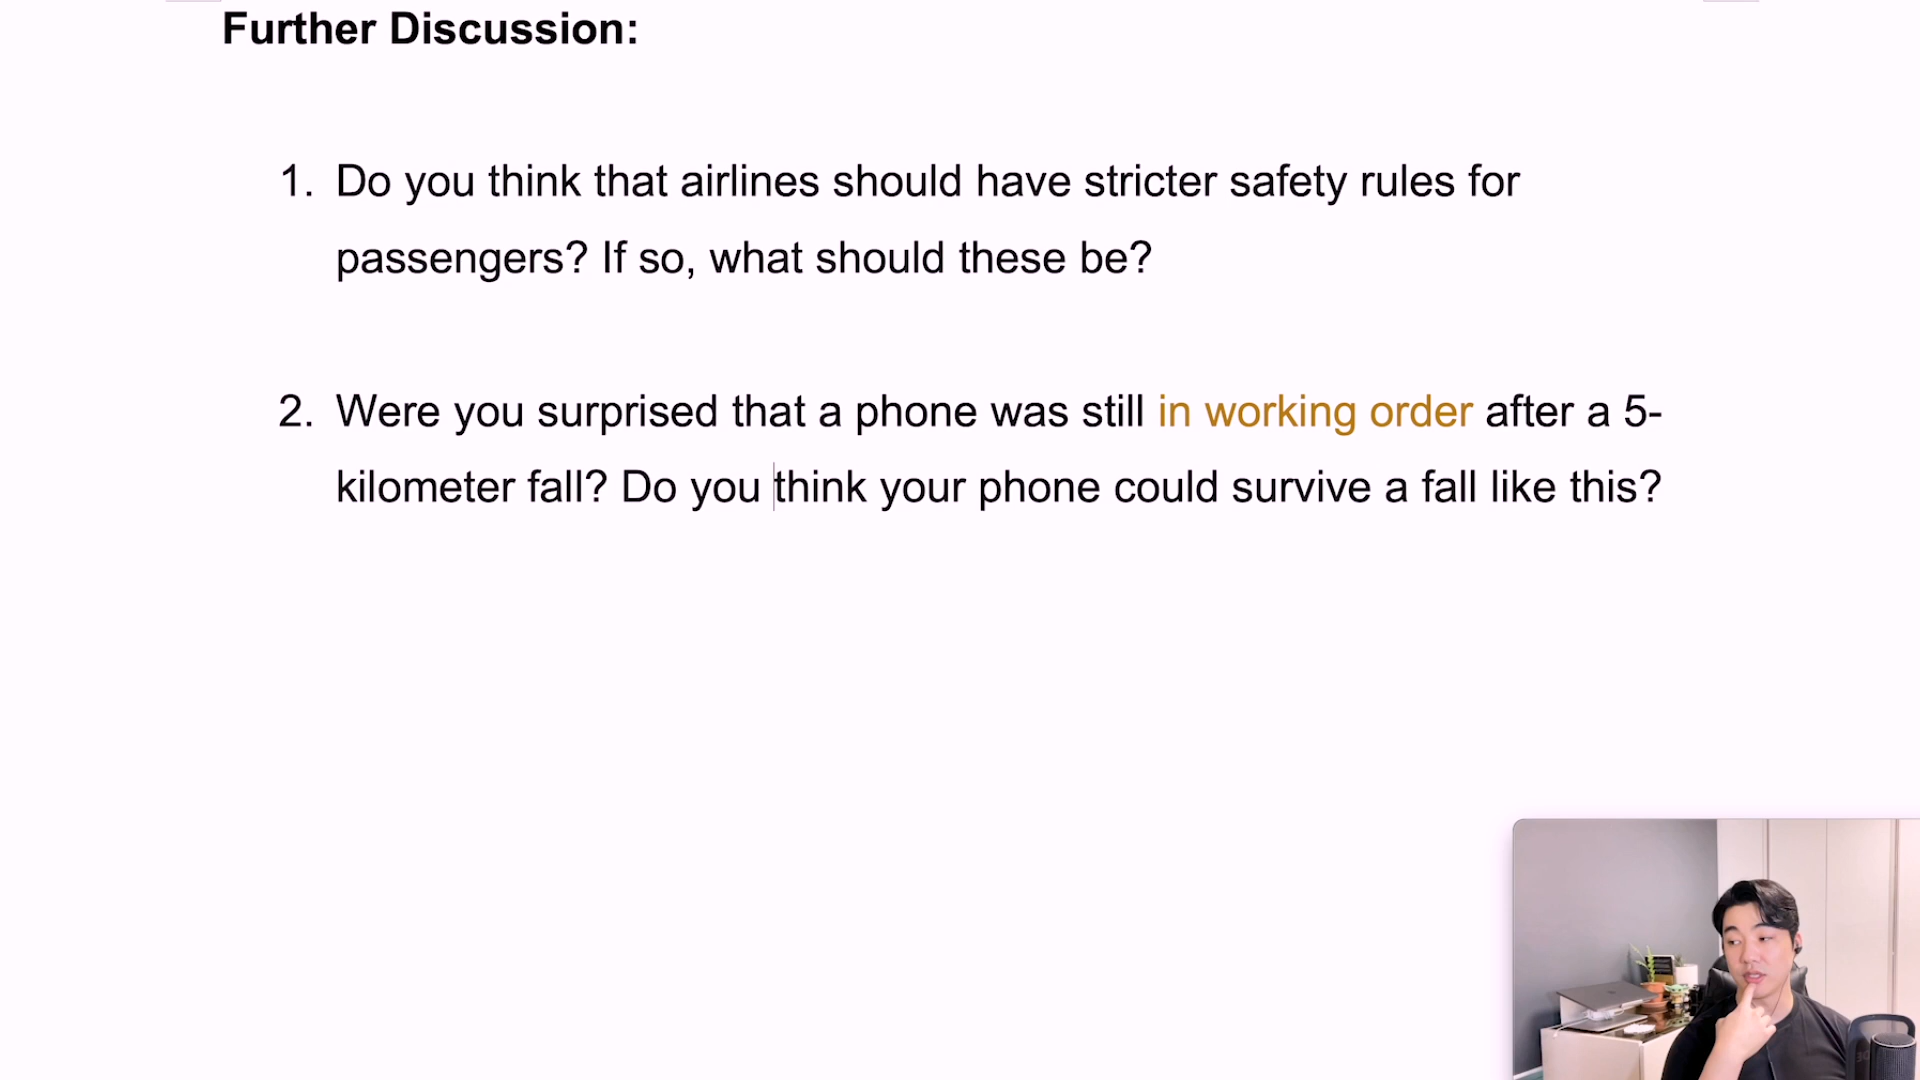 Further Discussion:
1. Do you think that airlines should have stricter safety rules for
passengers? If so, what should these be?
2. Were you surprised that a phone was still in working order after a 5-
kilometer fall? Do you think your phone could survive a fall like this?